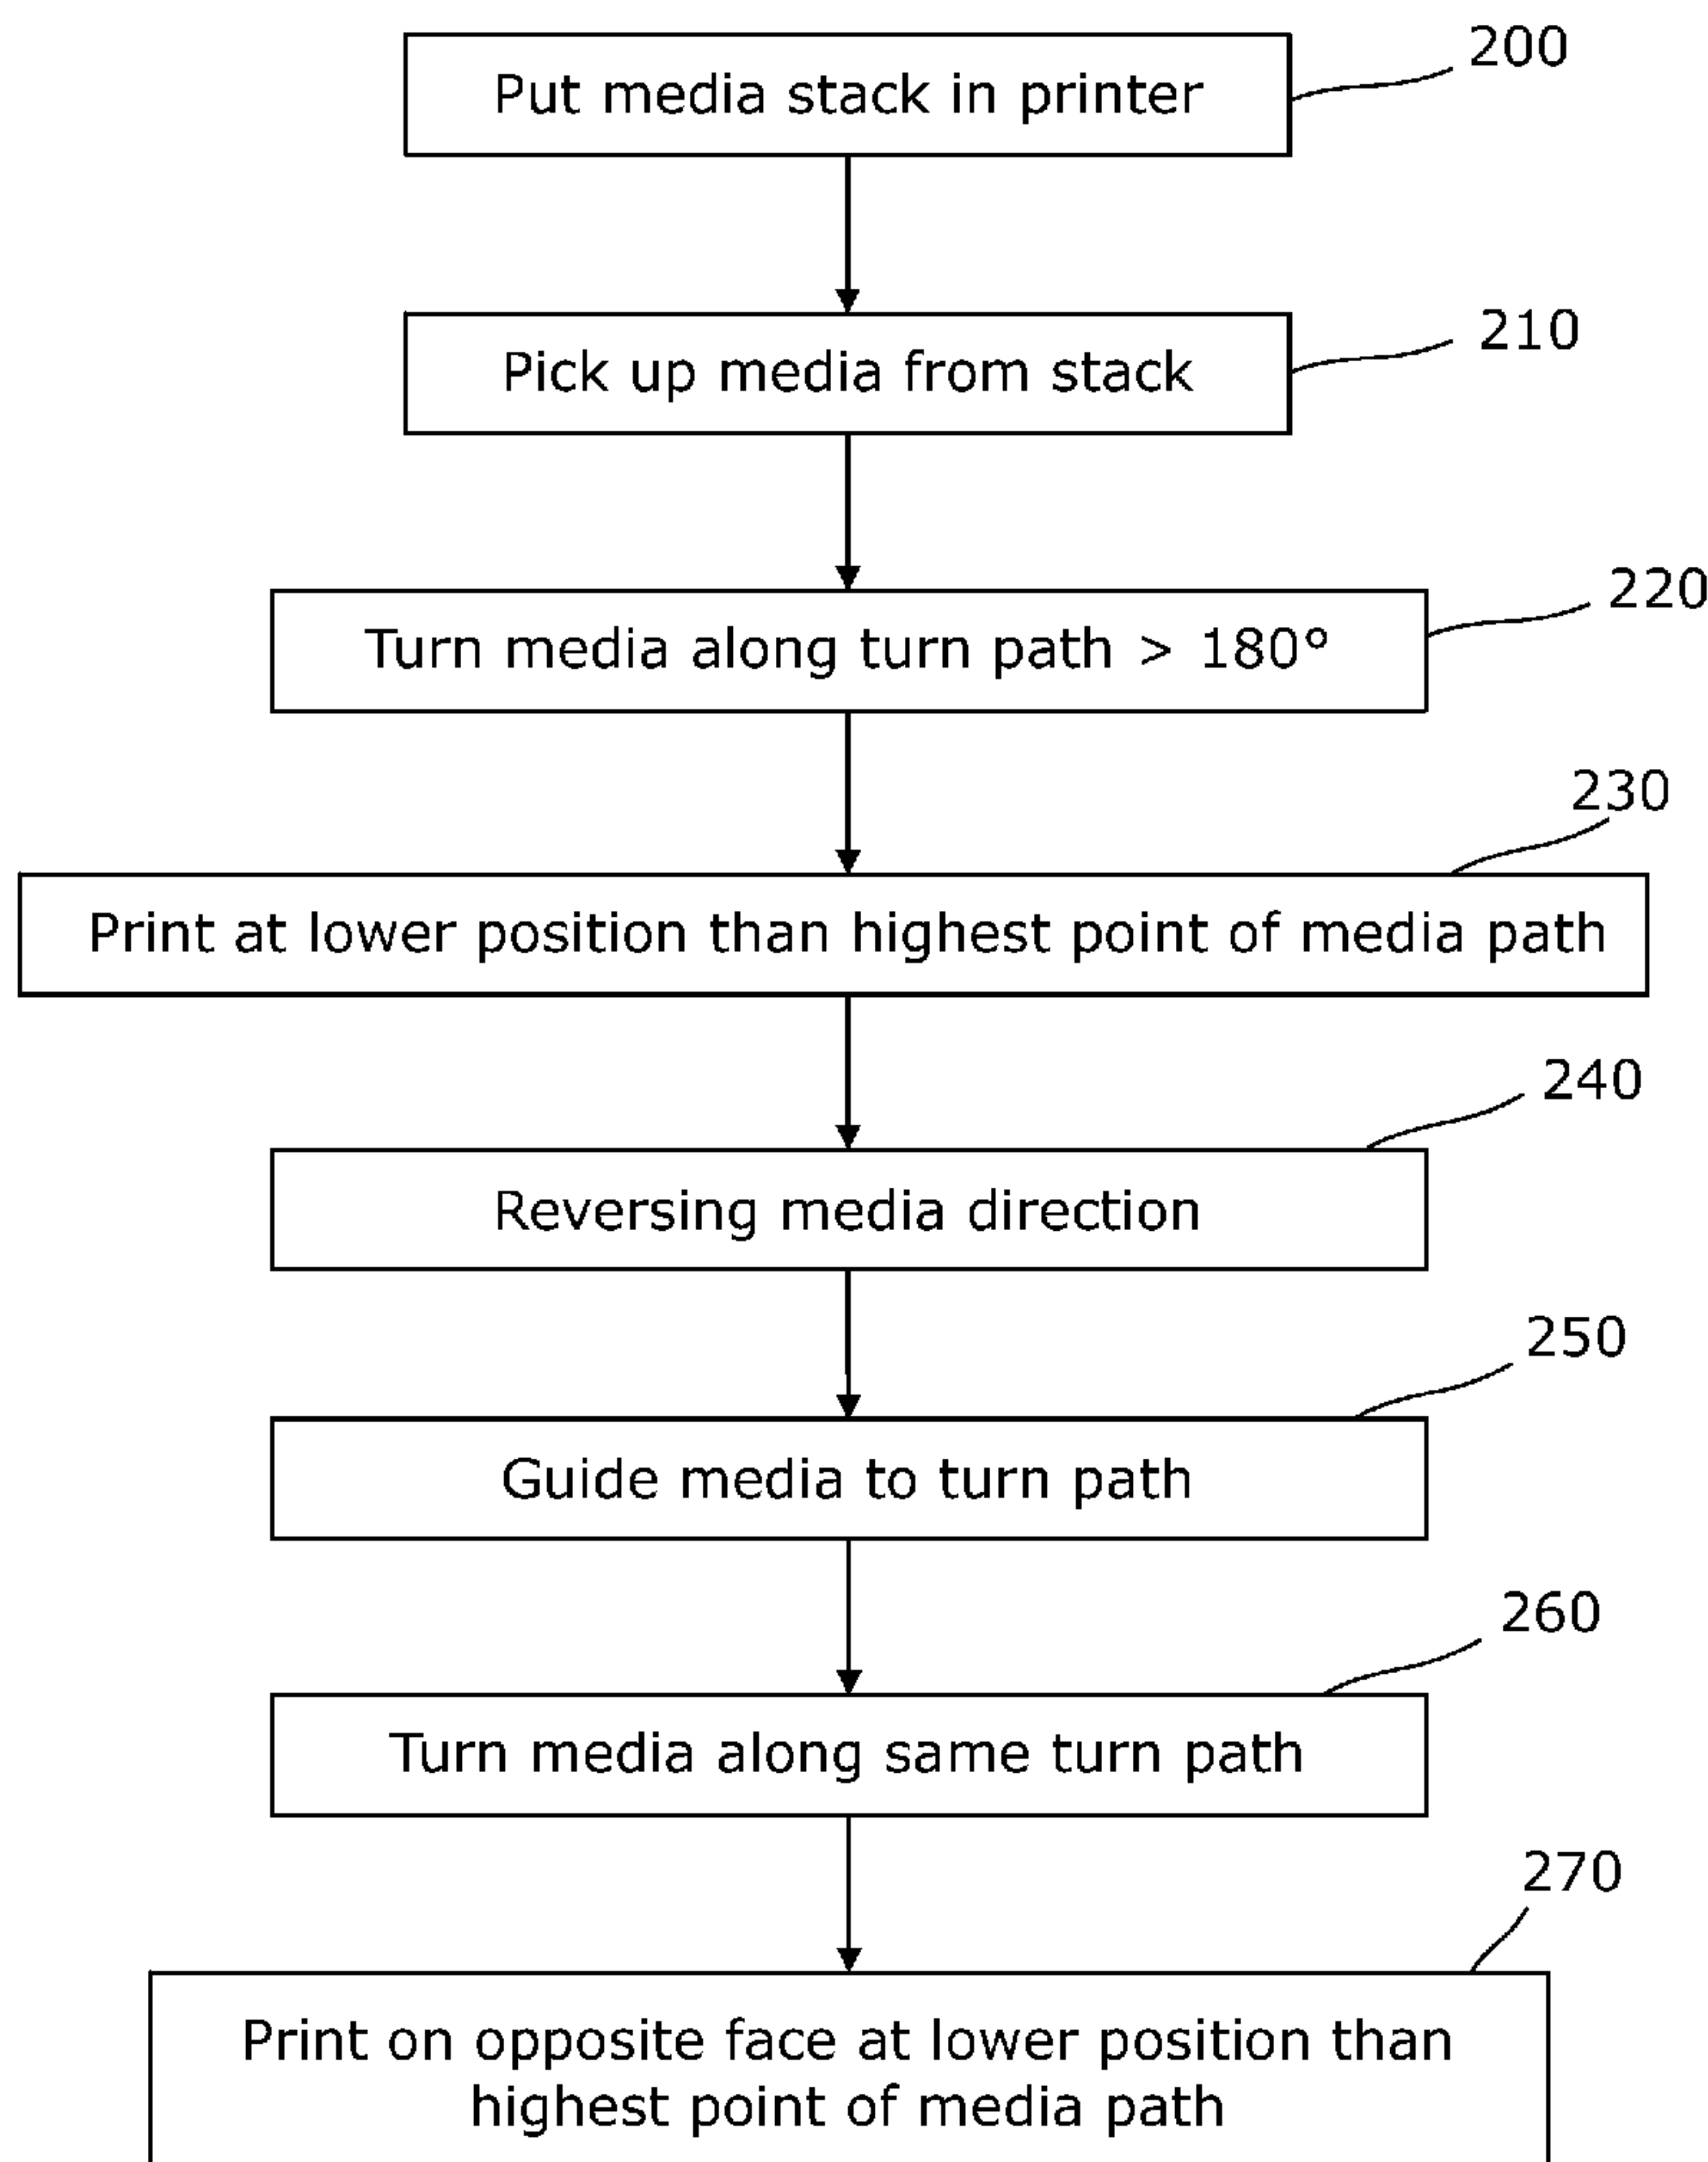 200
Put media stack in printer
210
Pick up media from stack
220
Turn media along turn path > 180°
230
Print at lower position than highest point of media path
240
Reversing media direction
250
Guide media to turn path
260
Turn media along same turn path
270
Print on opposite face at lower position than
highest point of media path